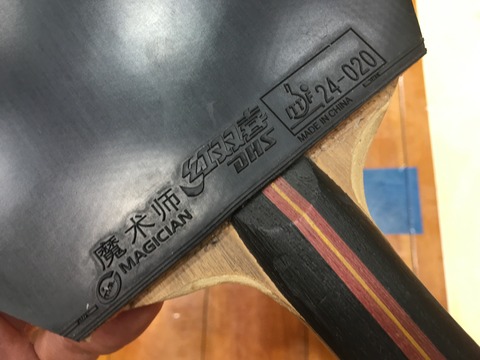 魔术师
MAGICIAN
DHS
24-020
MADE IN CHINA